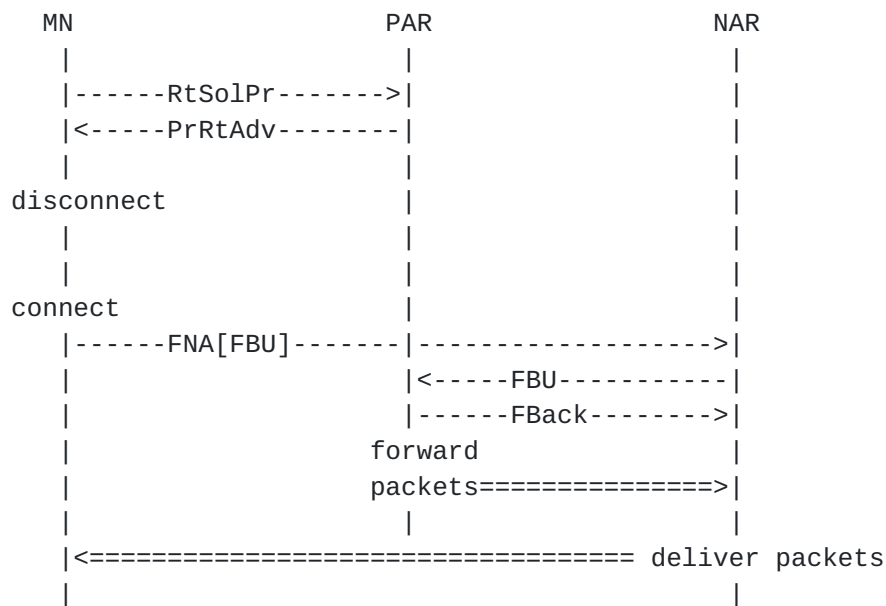 MN                    PAR                  NAR
|                     |                    |
|------RtSolPr------->|                    |
|<-----PrRtAdv--------|                    |
|                     |                    |
disconnect            |                    |
|                     |                    |
|                     |                    |
connect               |                    |
|------FNA[FBU]-------|------------------->|
|                     |<-----FBU-----------|
|                     |------FBack-------->|
|                   forward                |
|                   packets===============>|
|                     |                    |
|<=================================== deliver packets
|                                          |